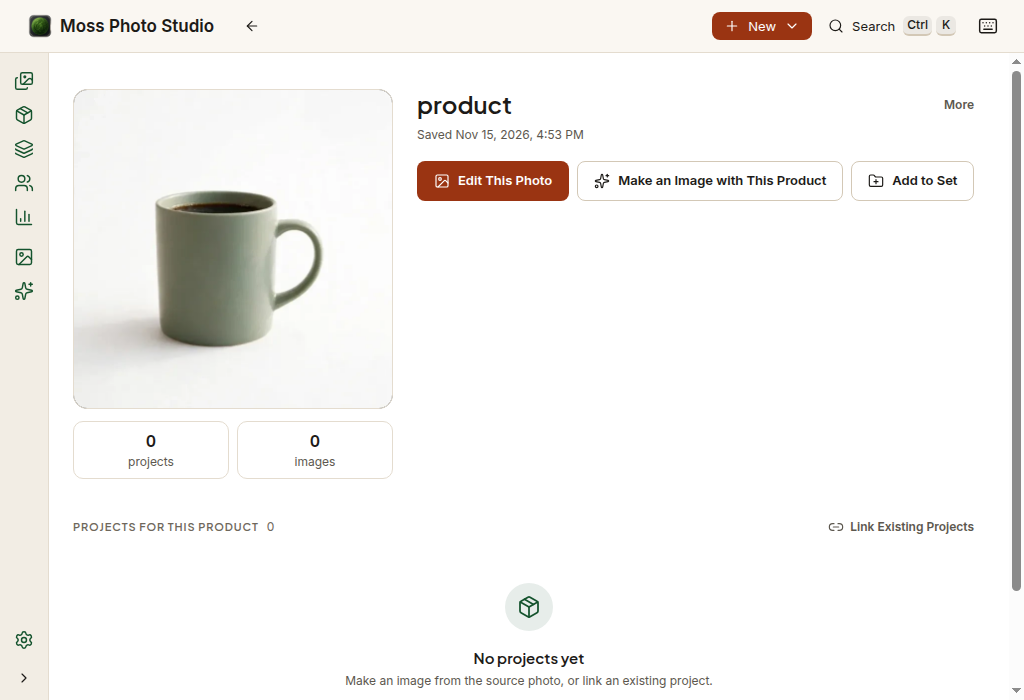 Moss Photo Studio
New
Search Ctrl K
product
More
Saved Nov 15, 2026, 4:53 PM
Edit This Photo
Make an Image with This Product
Add to Set
0
projects
0
images
PROJECTS FOR THIS PRODUCT 0
Link Existing Projects
No projects yet
Make an image from the source photo, or link an existing project.